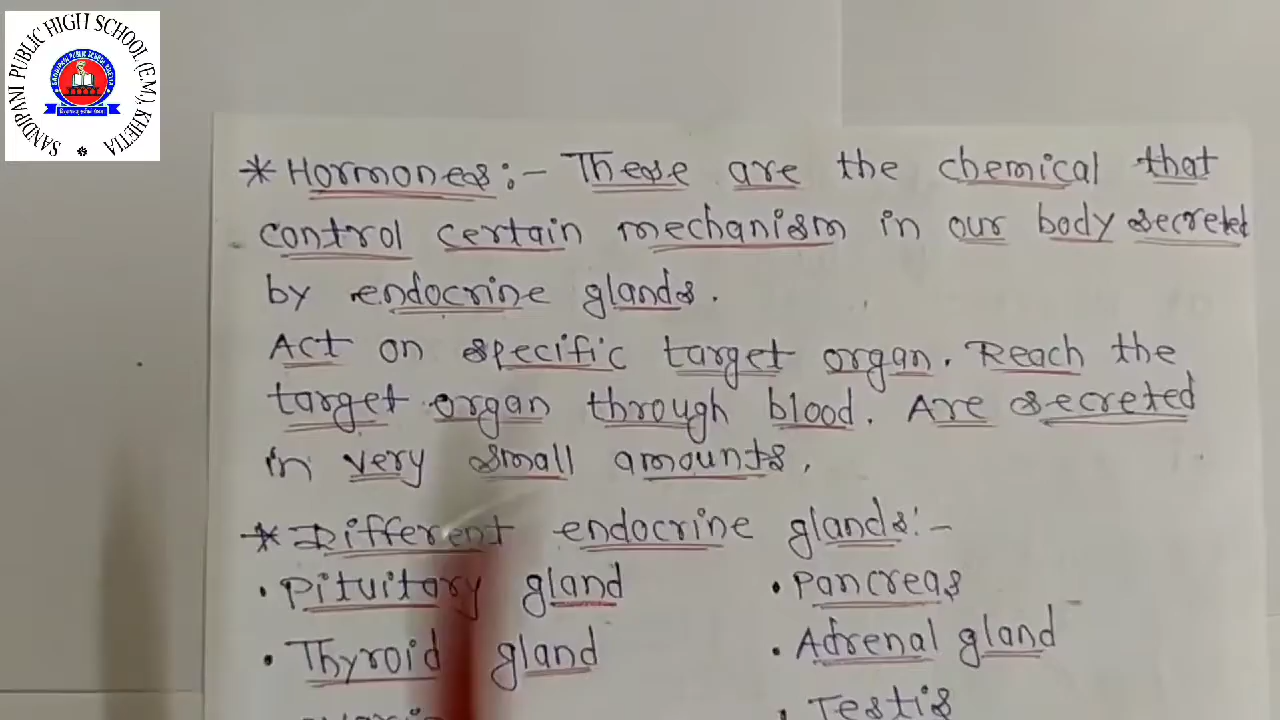 SANDIPANI PUBLIC HIGH SCHOOL (E.M.), KHETIA
* Hormones:- These are the chemical that
control certain mechanism in our body secreted
by endocrine glands.
Act on specific target organ. Reach the
target organ through blood. Are secreted
in very small amounts.
* Different endocrine glands:-
• Pituitary gland
• Pancreas
• Thyroid gland
• Adrenal gland
• Testis